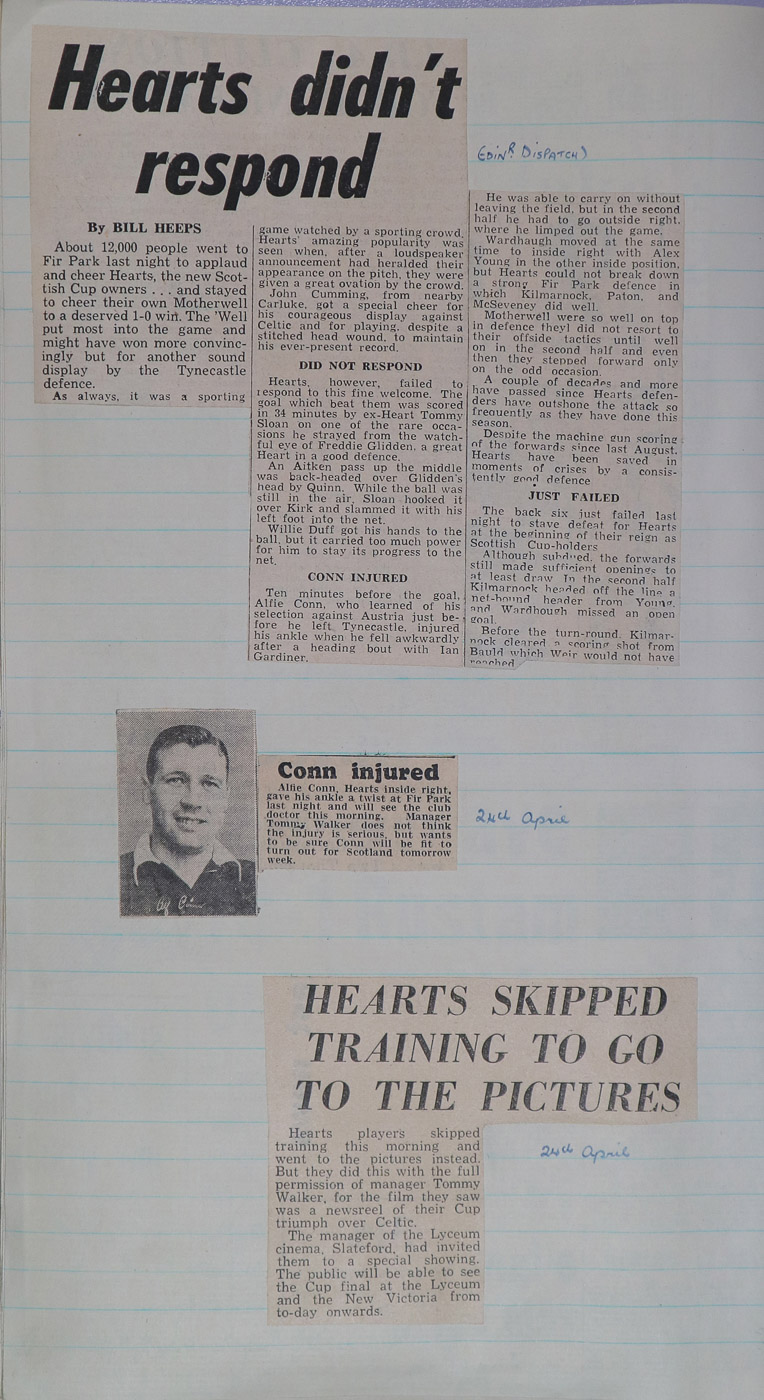 Hearts didn't
respond
(EDINR DISPATCH)
By BILL HEEPS
About 12,000 people went to
Fir Park last night to applaud
and cheer Hearts, the new Scot-
tish Cup owners . . . and stayed
to cheer their own Motherwell
to a deserved 1-0 win. The 'Well
put most into the game and
might have won more convinc-
ingly but for another sound
display by the Tynecastle
defence.
As always, it was a sporting
game watched by a sporting crowd.
Hearts' amazing popularity was
seen when, after a loudspeaker
announcement had heralded their
appearance on the pitch, they were
given a great ovation by the crowd.
John Cumming, from nearby
Carluke, got a special cheer for
his courageous display against
Celtic and for playing, despite a
stitched head wound, to maintain
his ever-present record.
DID NOT RESPOND
Hearts, however, failed to
respond to this fine welcome. The
goal which beat them was scored
in 34 minutes by ex-Heart Tommy
Sloan on one of the rare occa-
sions he strayed from the watch-
ful eye of Freddie Glidden, a great
Heart in a good defence.
An Aitken pass up the middle
was back-headed over Glidden's
head by Quinn. While the ball was
still in the air, Sloan hooked it
over Kirk and slammed it with his
left foot into the net.
Willie Duff got his hands to the
ball, but it carried too much power
for him to stay its progress to the
net.
CONN INJURED
Ten minutes before the goal,
Alfie Conn, who learned of his
selection against Austria just be-
fore he left Tynecastle, injured
his ankle when he fell awkwardly
after a heading bout with Ian
Gardiner.
He was able to carry on without
leaving the field, but in the second
half he had to go outside right,
where he limped out the game.
Wardhaugh moved at the same
time to inside right with Alex
Young in the other inside position,
but Hearts could not break down
a strong Fir Park defence in
which Kilmarnock, Paton, and
McSeveney did well.
Motherwell were so well on top
in defence theyl did not resort to
their offside tactics until well
on in the second half and even
then they stepped forward only
on the odd occasion.
A couple of decades and more
have passed since Hearts defen-
ders have outshone the attack so
frequently as they have done this
season.
Despite the machine gun scoring
of the forwards since last August,
Hearts have been saved in
moments of crises by a consis-
tently good defence
JUST FAILED
The back six just failed last
night to stave defeat for Hearts
at the beginning of their reign as
Scottish Cup-holders
Although subdued, the forwards
still made sufficient openings to
at least draw In the second half
Kilmarnock headed off the line a
net-bound header from Young,
and Wardhaugh missed an open
goal.
Before the turn-round, Kilmar-
nock cleared a scoring shot from
Bauld which Weir would not have
reached
Conn injured
Alfie Conn, Hearts inside right,
gave his ankle a twist at Fir Park
last night and will see the club
doctor this morning. Manager
Tommy Walker does not think
the injury is serious, but wants
to be sure Conn will be fit to
turn out for Scotland tomorrow
week.
24th April
HEARTS SKIPPED
TRAINING TO GO
TO THE PICTURES
Hearts players skipped
training this morning and
went to the pictures instead.
But they did this with the full
permission of manager Tommy
Walker, for the film they saw
was a newsreel of their Cup
triumph over Celtic.
The manager of the Lyceum
cinema, Slateford, had invited
them to a special showing.
The public will be able to see
the Cup final at the Lyceum
and the New Victoria from
to-day onwards.
24th April